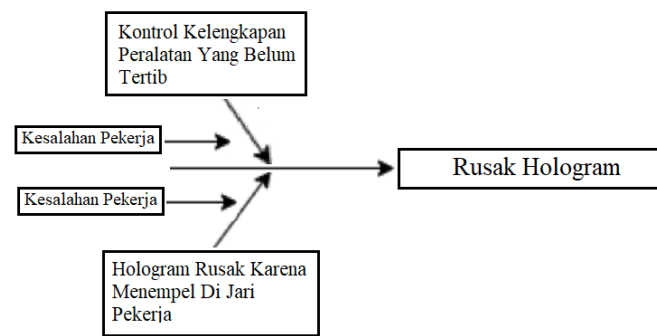 Kontrol Kelengkapan
Peralatan Yang Belum
Tertib
Kesalahan Pekerja
Rusak Hologram
Kesalahan Pekerja
Hologram Rusak Karena
Menempel Di Jari
Pekerja